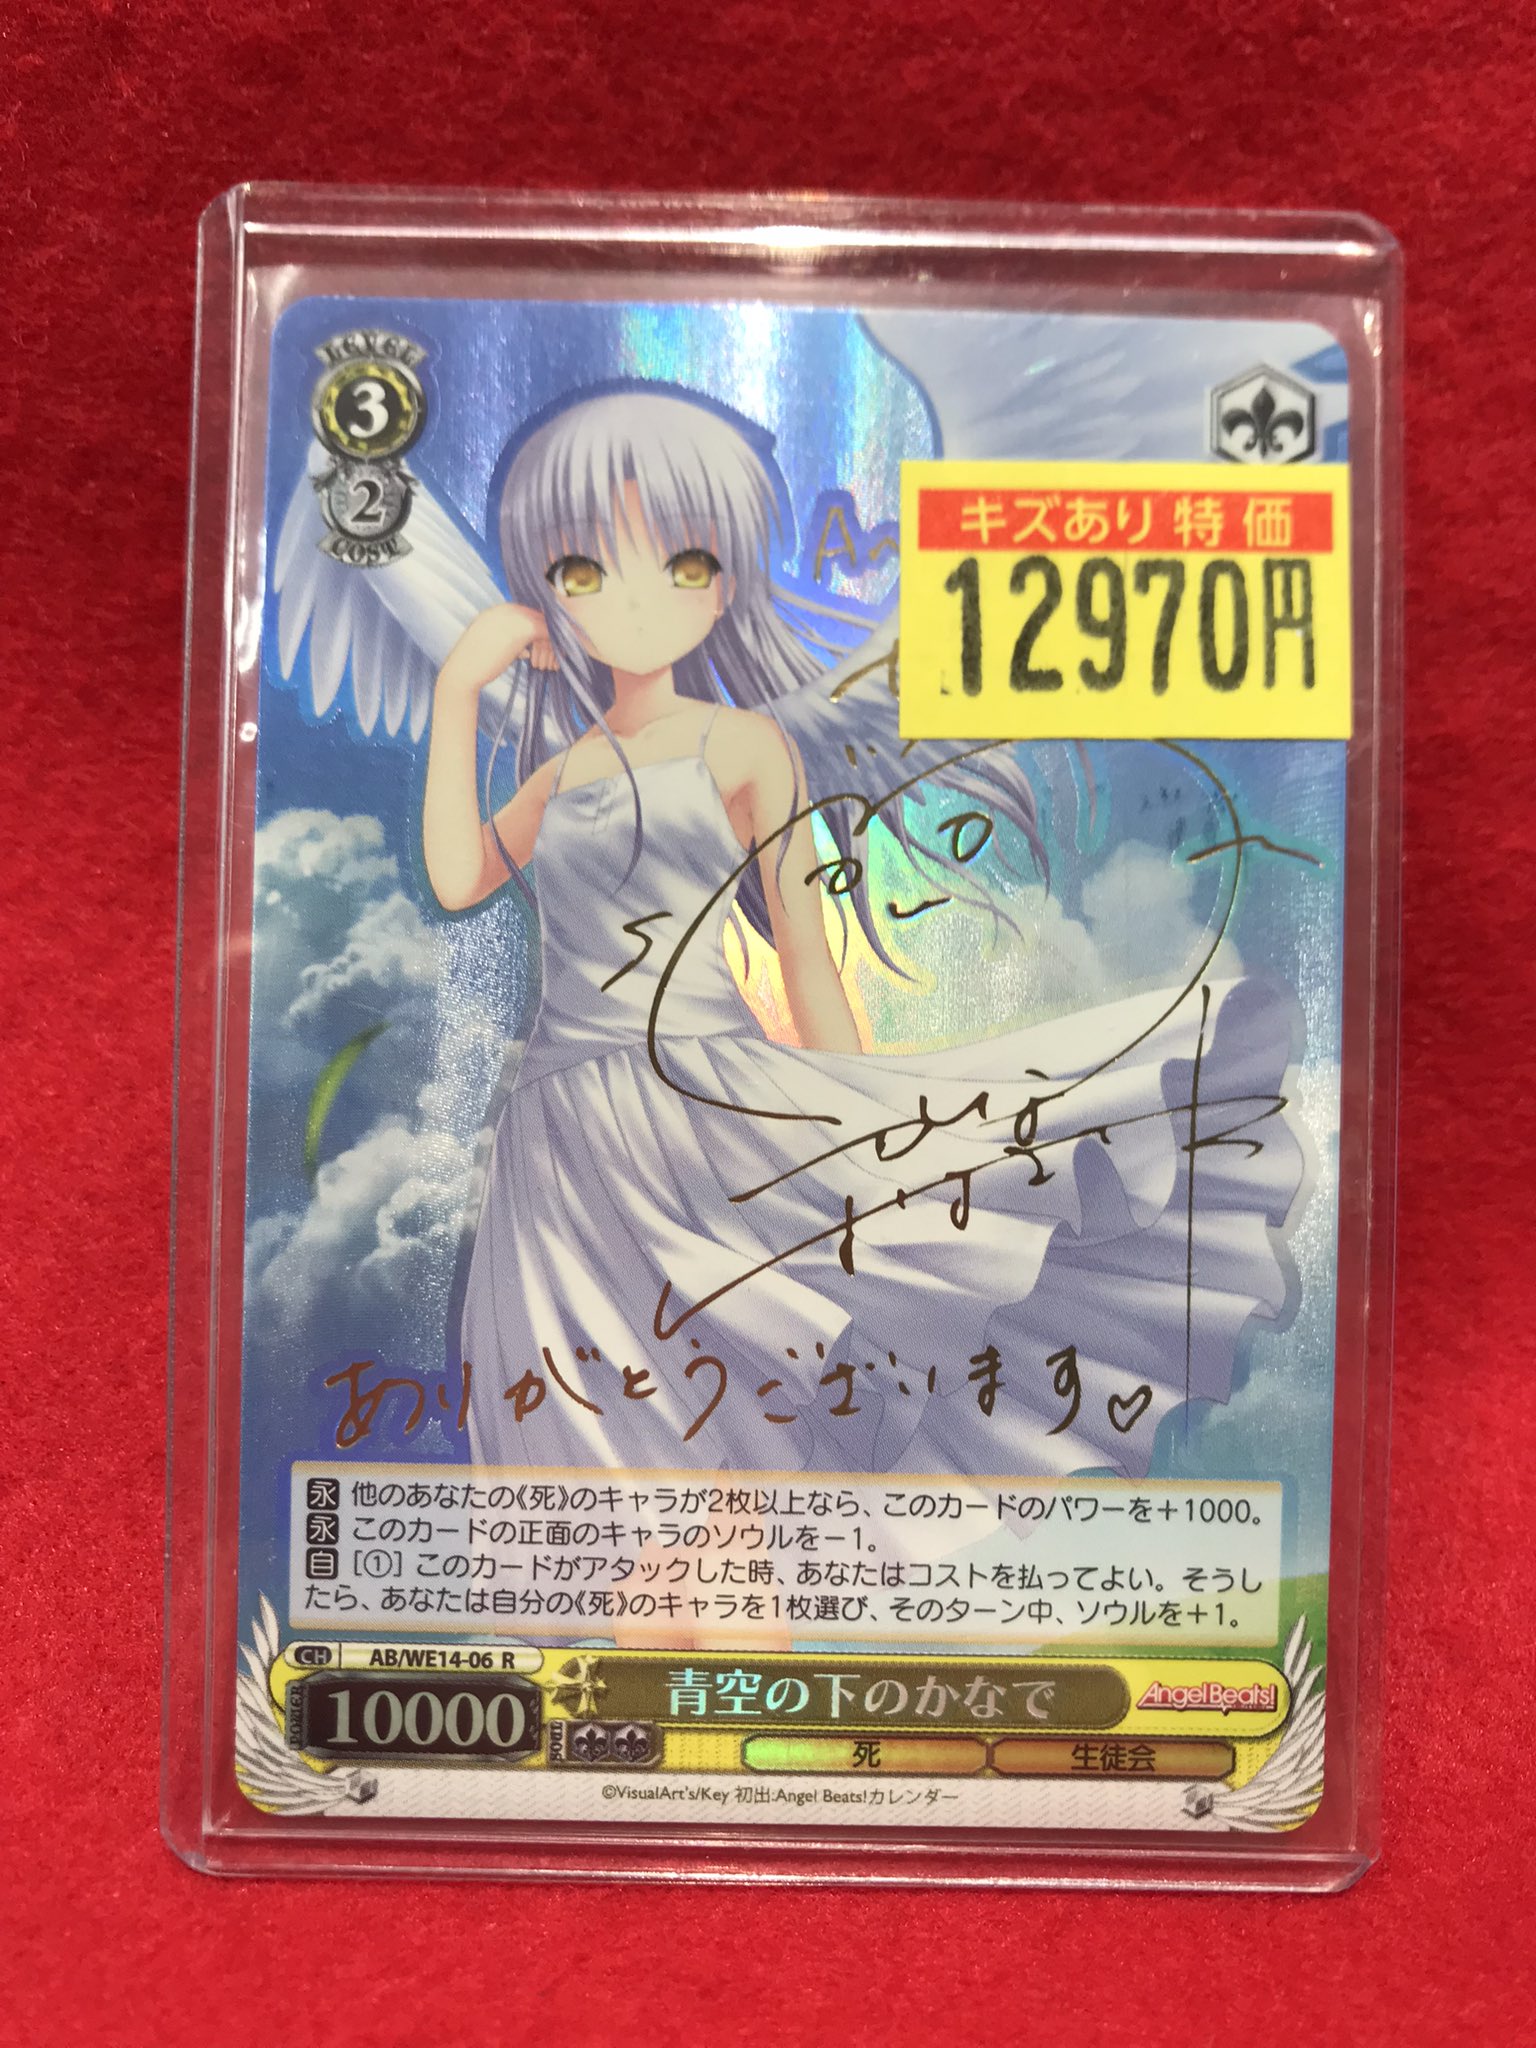 LEVEL
3
2
COST
キズあり特価
12970円
ありがとうございます♡
永 他のあなたの《死》のキャラが2枚以上なら、このカードのパワーを＋1000。
永 このカードの正面のキャラのソウルを－1。
自 [①] このカードがアタックした時、あなたはコストを払ってよい。そうし
たら、あなたは自分の《死》のキャラを1枚選び、そのターン中、ソウルを＋1。
CH AB/WE14-06 R
POWER 10000
SOUL
青空の下のかなで
Angel Beats!
死 生徒会
©VisualArt's/Key 初出:Angel Beats!カレンダー